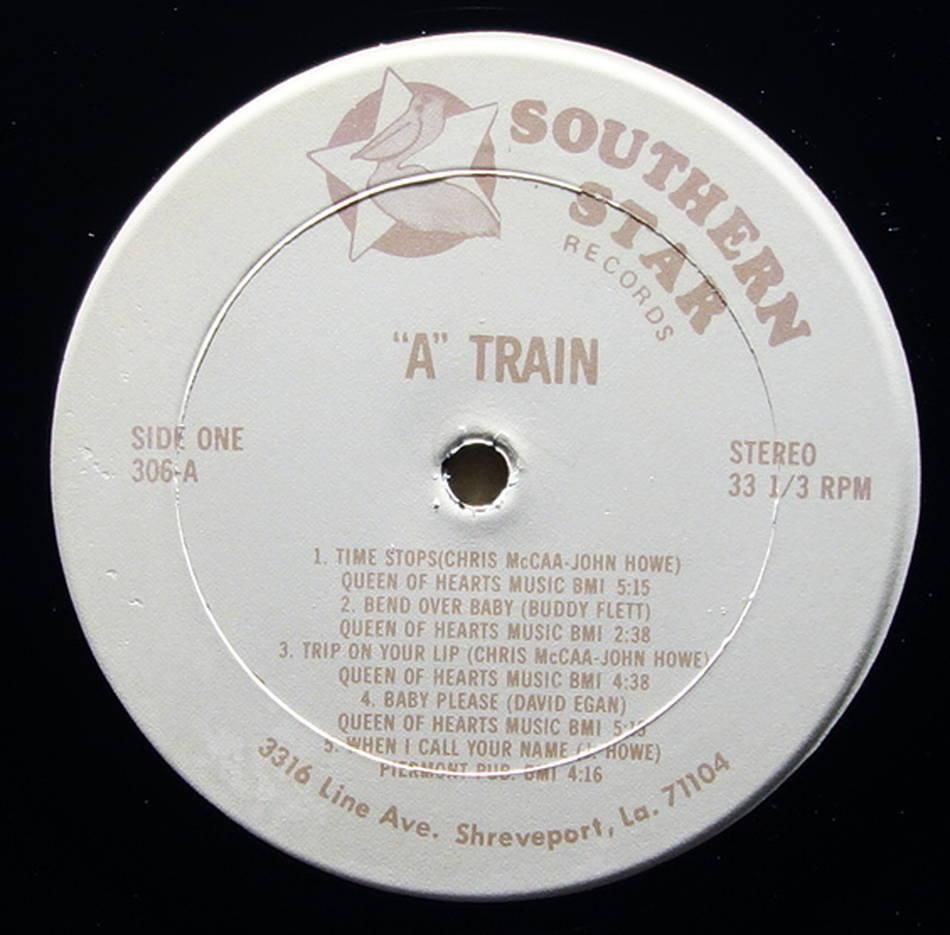 SOUTHERN
STAR
RECORDS
"A" TRAIN
SIDE ONE
306-A
STEREO
33 1/3 RPM
1. TIME STOPS(CHRIS McCAA-JOHN HOWE)
QUEEN OF HEARTS MUSIC BMI 5:15
2. BEND OVER BABY (BUDDY FLETT)
QUEEN OF HEARTS MUSIC BMI 2:38
3. TRIP ON YOUR LIP (CHRIS McCAA-JOHN HOWE)
QUEEN OF HEARTS MUSIC BMI 4:38
4. BABY PLEASE (DAVID EGAN)
QUEEN OF HEARTS MUSIC BMI
5. WHEN I CALL YOUR NAME (J. HOWE)
PIERMONT PUB. BMI 4:16
3316 Line Ave. Shreveport, La. 71104